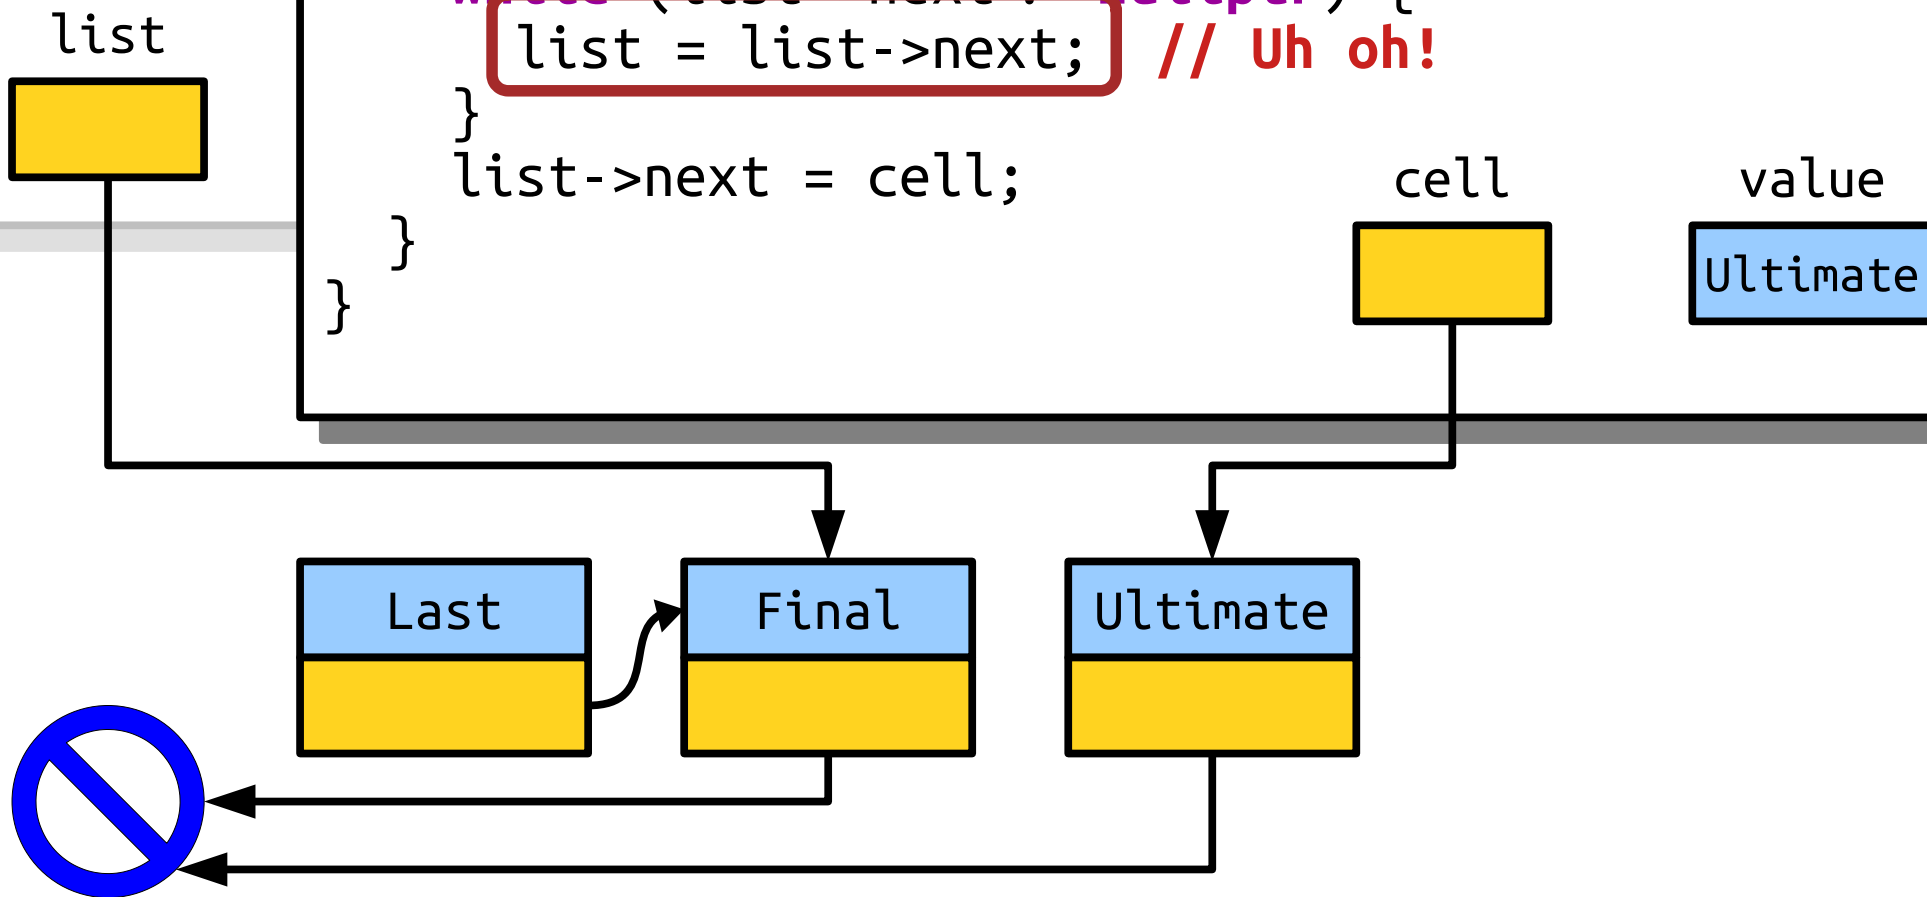 list
list = list->next; // Uh oh!
}
list->next = cell;
cell
value
}
Ultimate
}
Last
Final
Ultimate